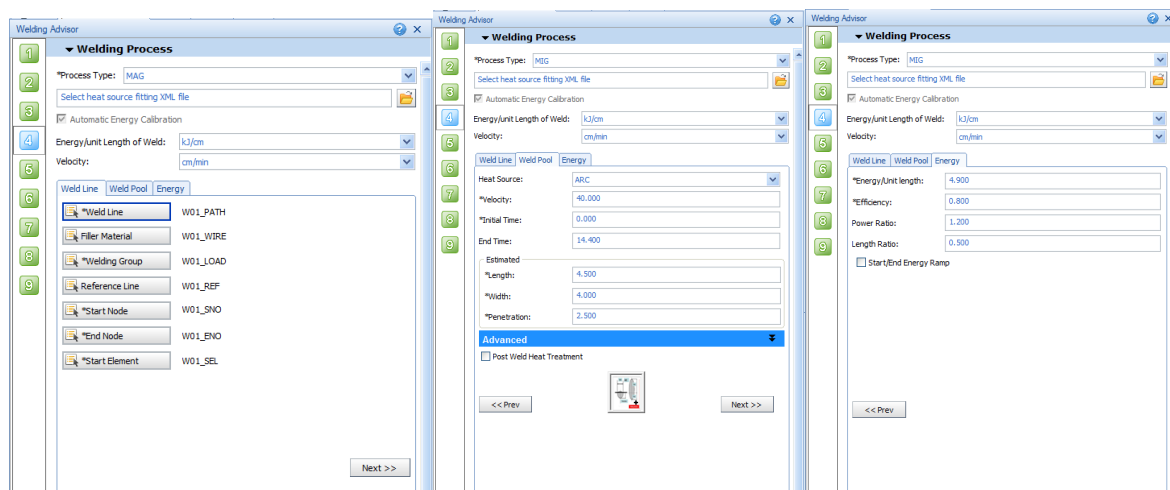 Welding Advisor
Welding Process
*Process Type: MAG
Select heat source fitting XML file
Automatic Energy Calibration
Energy/unit Length of Weld: kJ/cm
Velocity: cm/min
Weld Line Weld Pool Energy
*Weld Line W01_PATH
Filler Material W01_WIRE
*Welding Group W01_LOAD
Reference Line W01_REF
*Start Node W01_SNO
*End Node W01_ENO
*Start Element W01_SEL
Next >>
1
2
3
4
5
6
7
8
9
Welding Advisor
Welding Process
*Process Type: MIG
Select heat source fitting XML file
Automatic Energy Calibration
Energy/unit Length of Weld: kJ/cm
Velocity: cm/min
Weld Line Weld Pool Energy
Heat Source: ARC
*Velocity: 40.000
*Initial Time: 0.000
End Time: 14.400
Estimated
*Length: 4.500
*Width: 4.000
*Penetration: 2.500
Advanced
Post Weld Heat Treatment
<< Prev Next >>
1
2
3
4
5
6
7
8
9
Welding Advisor
Welding Process
*Process Type: MIG
Select heat source fitting XML file
Automatic Energy Calibration
Energy/unit Length of Weld: kJ/cm
Velocity: cm/min
Weld Line Weld Pool Energy
*Energy/Unit length: 4.900
*Efficiency: 0.800
Power Ratio: 1.200
Length Ratio: 0.500
Start/End Energy Ramp
<< Prev
1
2
3
4
5
6
7
8
9